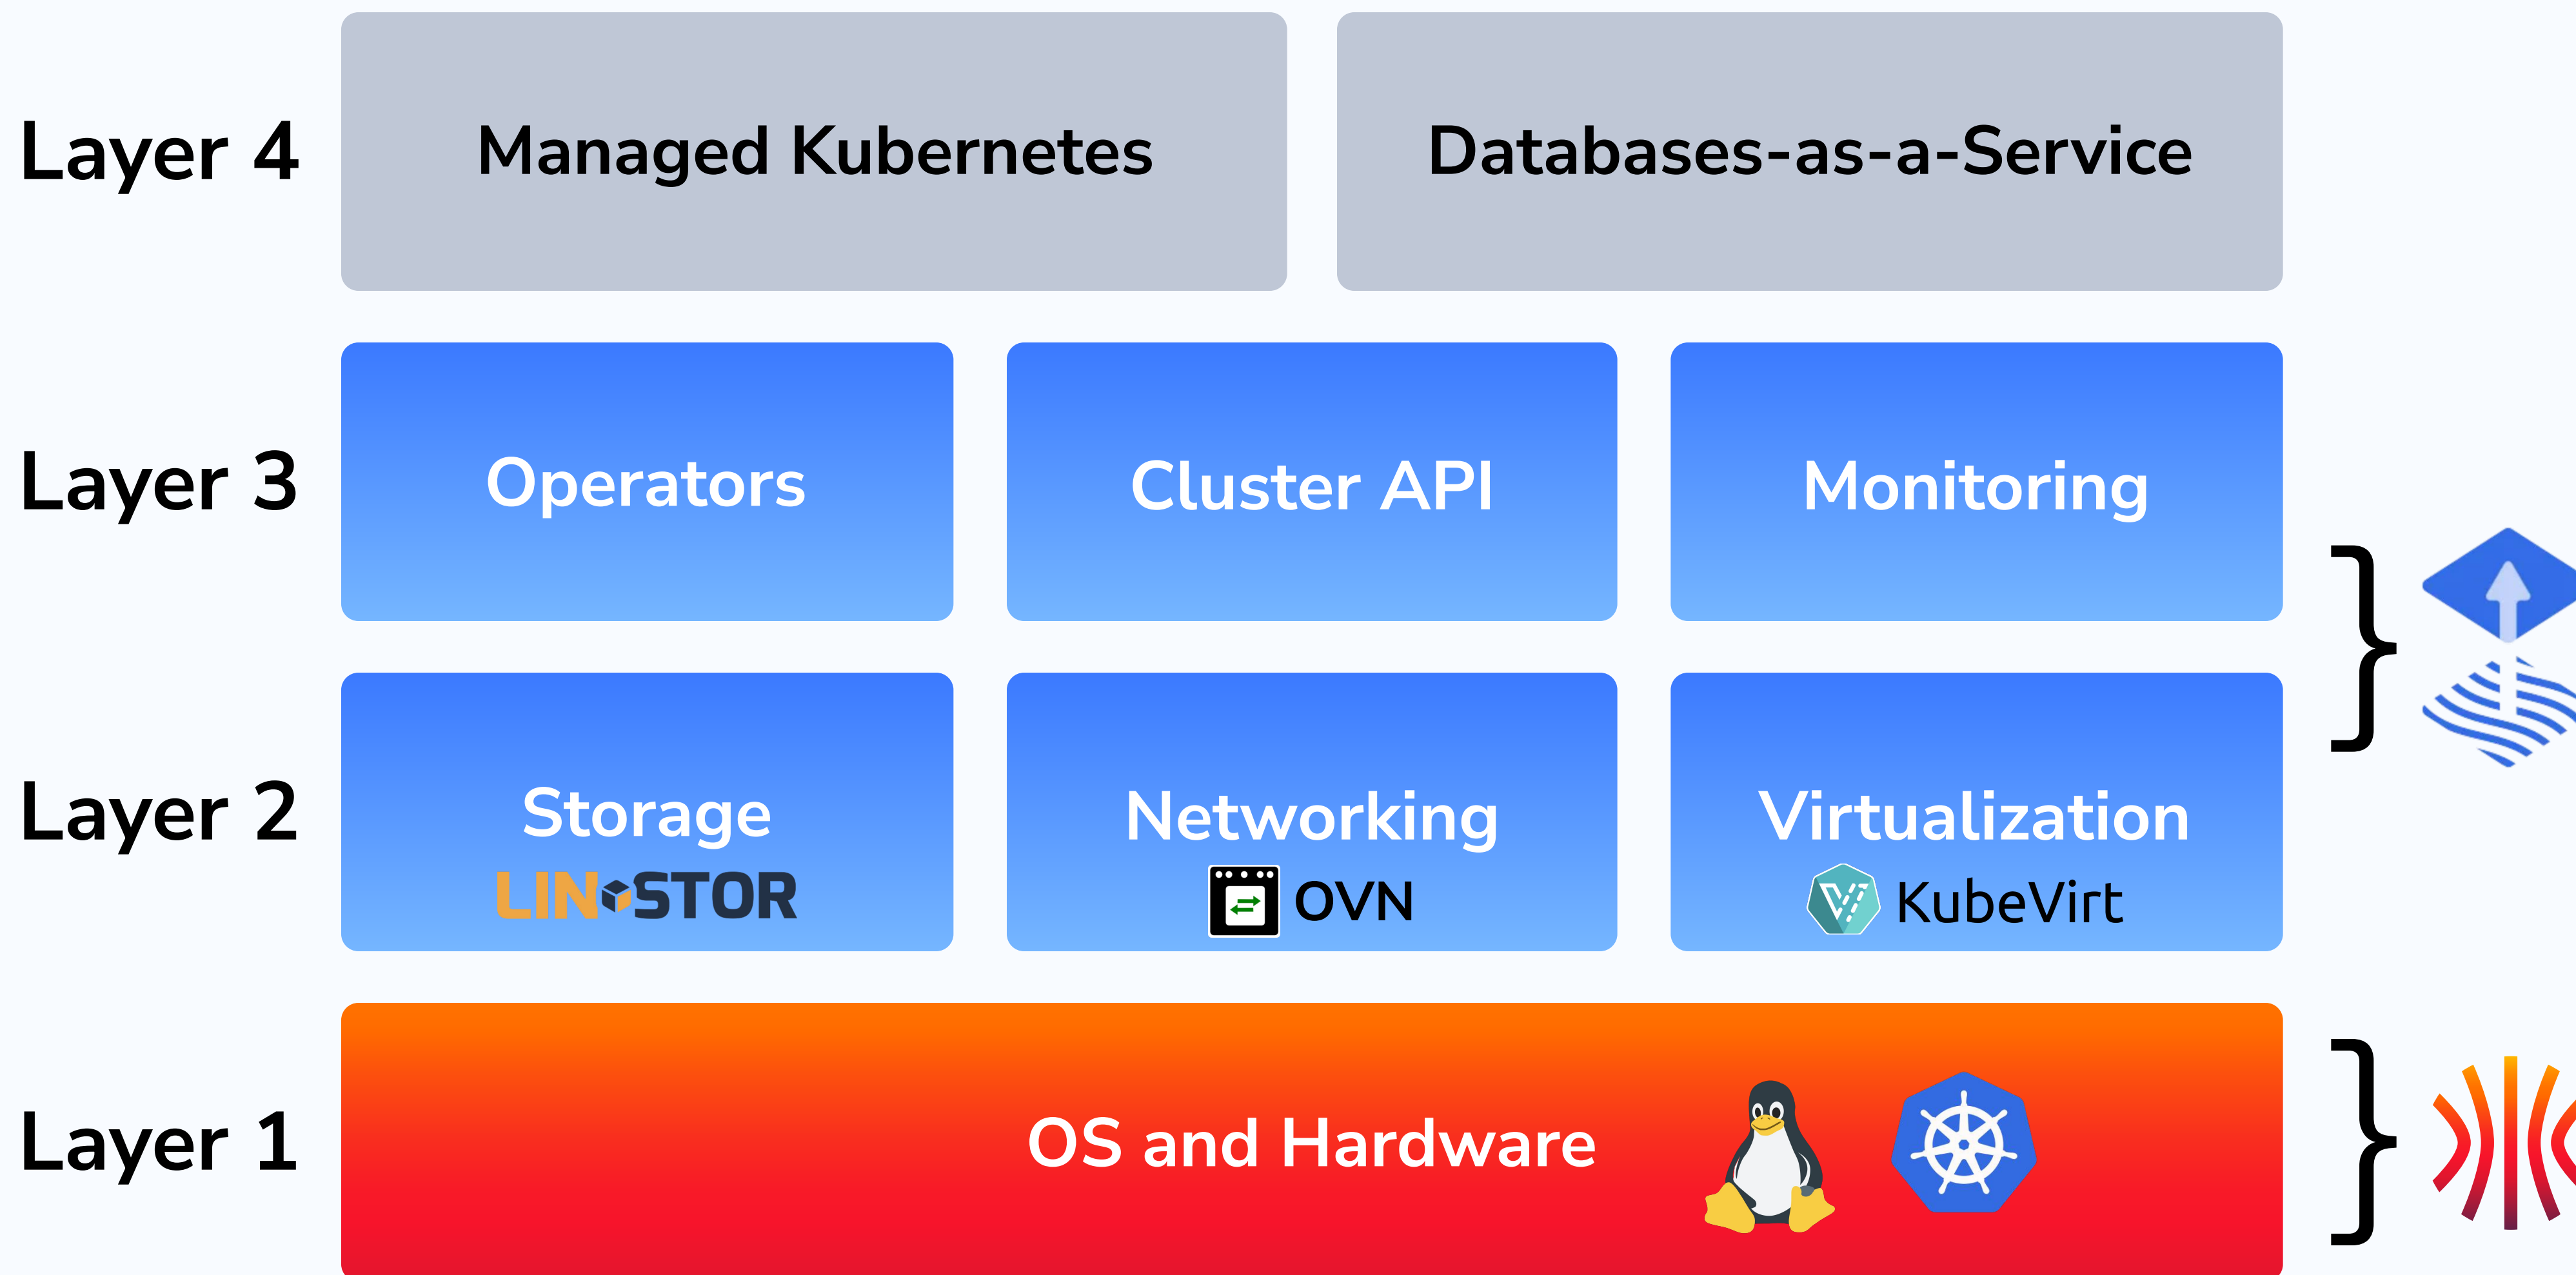 Layer 4
Managed Kubernetes
Databases-as-a-Service
Layer 3
Operators
Cluster API
Monitoring
Layer 2
Storage
LINSTOR
Networking
OVN
Virtualization
KubeVirt
Layer 1
OS and Hardware